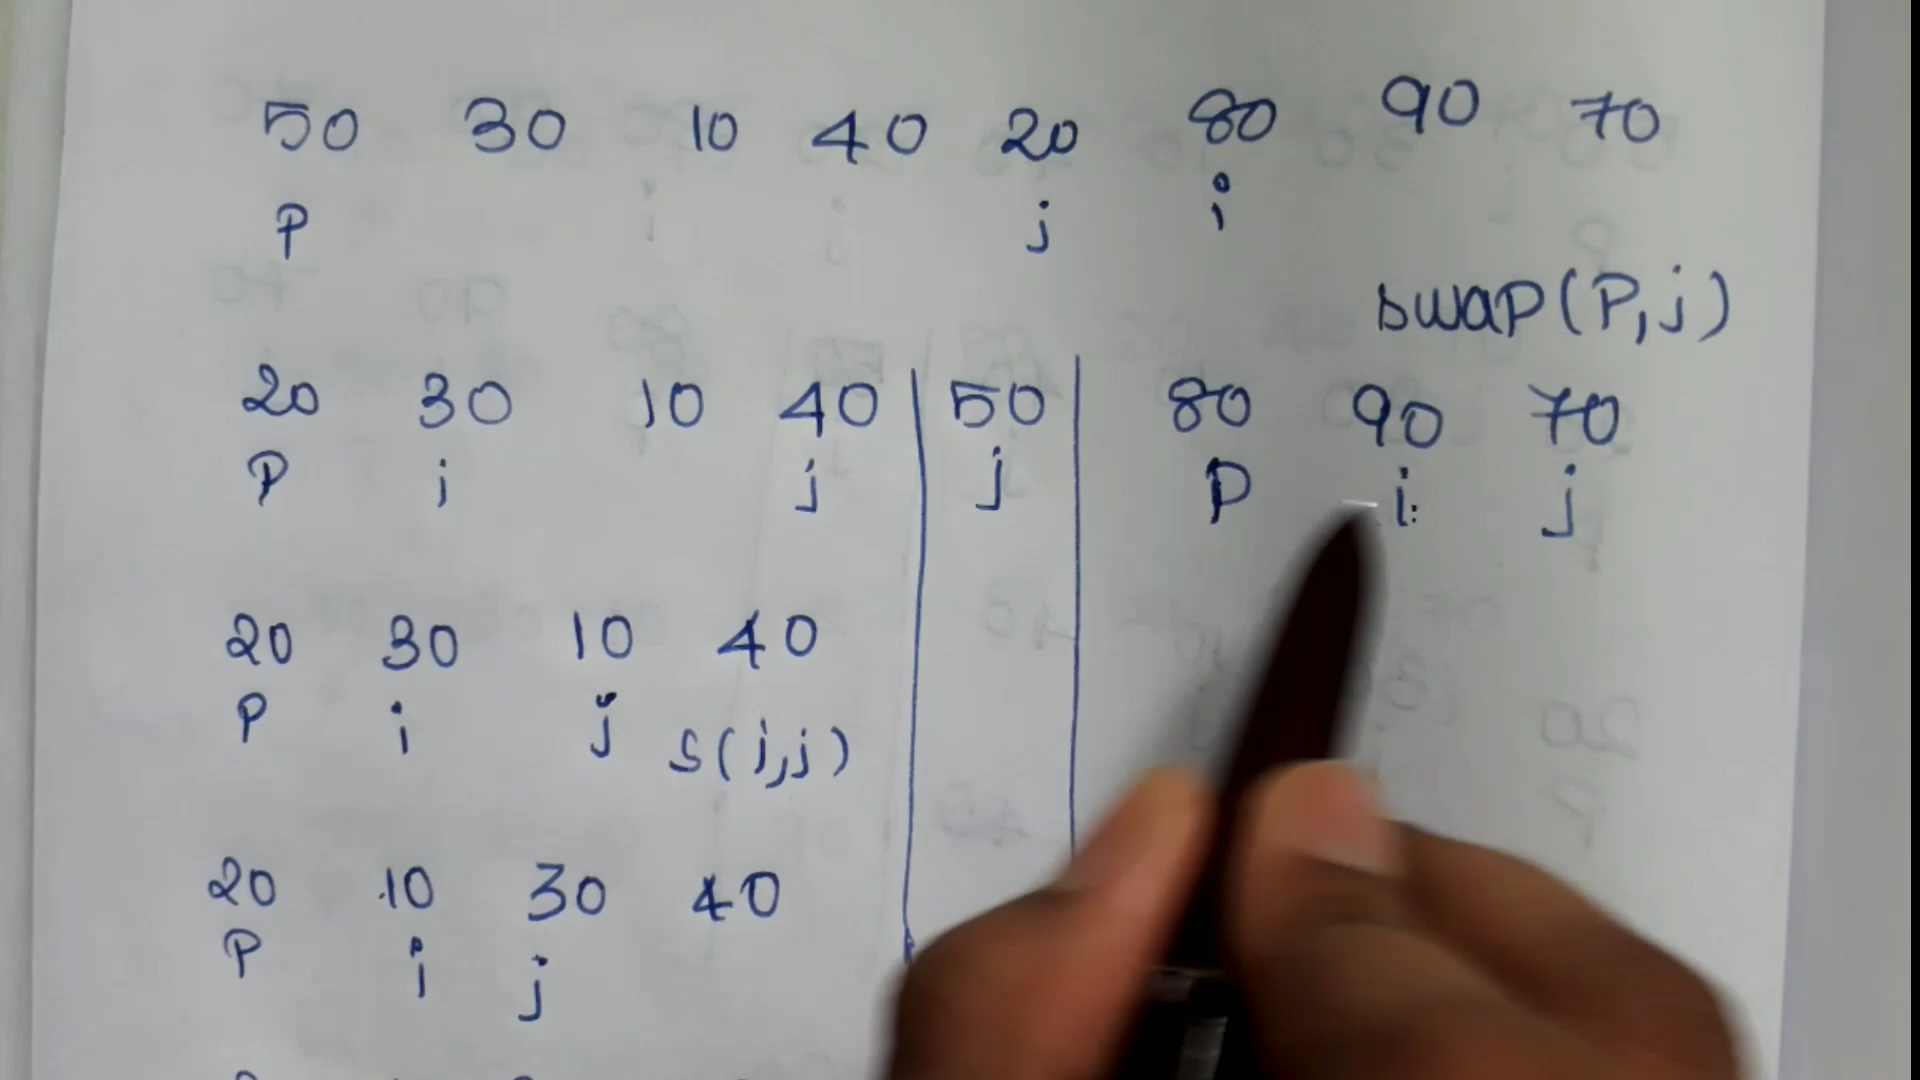 50 30 10 40 20 80 90 70
P j i
swap(P,j)
20 30 10 40 50 80 90 70
P i j j P i j
20 30 10 40
P i j s(i,j)
20 10 30 40
P i j